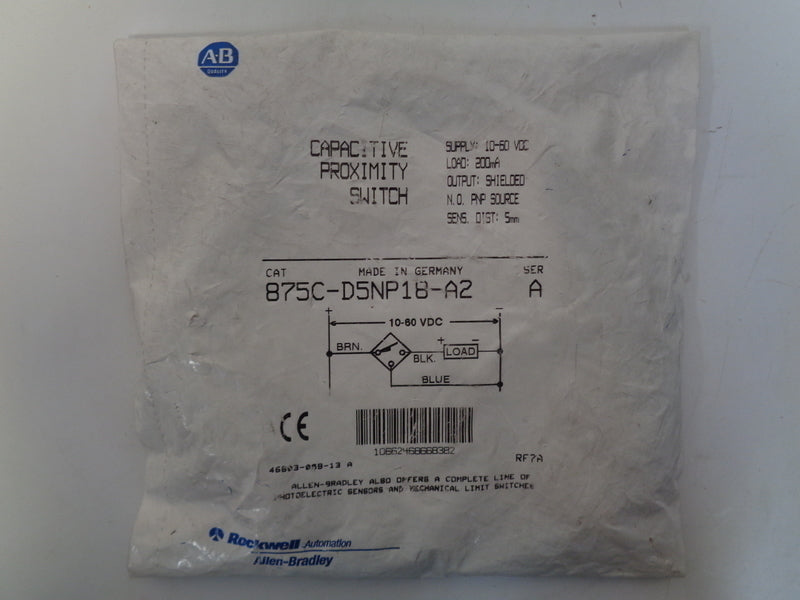 A-B
QUALITY
CAPACITIVE
PROXIMITY
SWITCH
SUPPLY: 10-60 VDC
LOAD: 200mA
OUTPUT: SHIELDED
N.O. PNP SOURCE
SENS. DIST: 5mm
CAT MADE IN GERMANY SER
875C-D5NP18-A2 A
+ −
10-60 VDC
BRN. BLK. + LOAD −
BLUE
CE
10662468668302
46603-058-13 A RF7A
ALLEN-BRADLEY ALSO OFFERS A COMPLETE LINE OF
PHOTOELECTRIC SENSORS AND MECHANICAL LIMIT SWITCHES
Rockwell Automation
Allen-Bradley